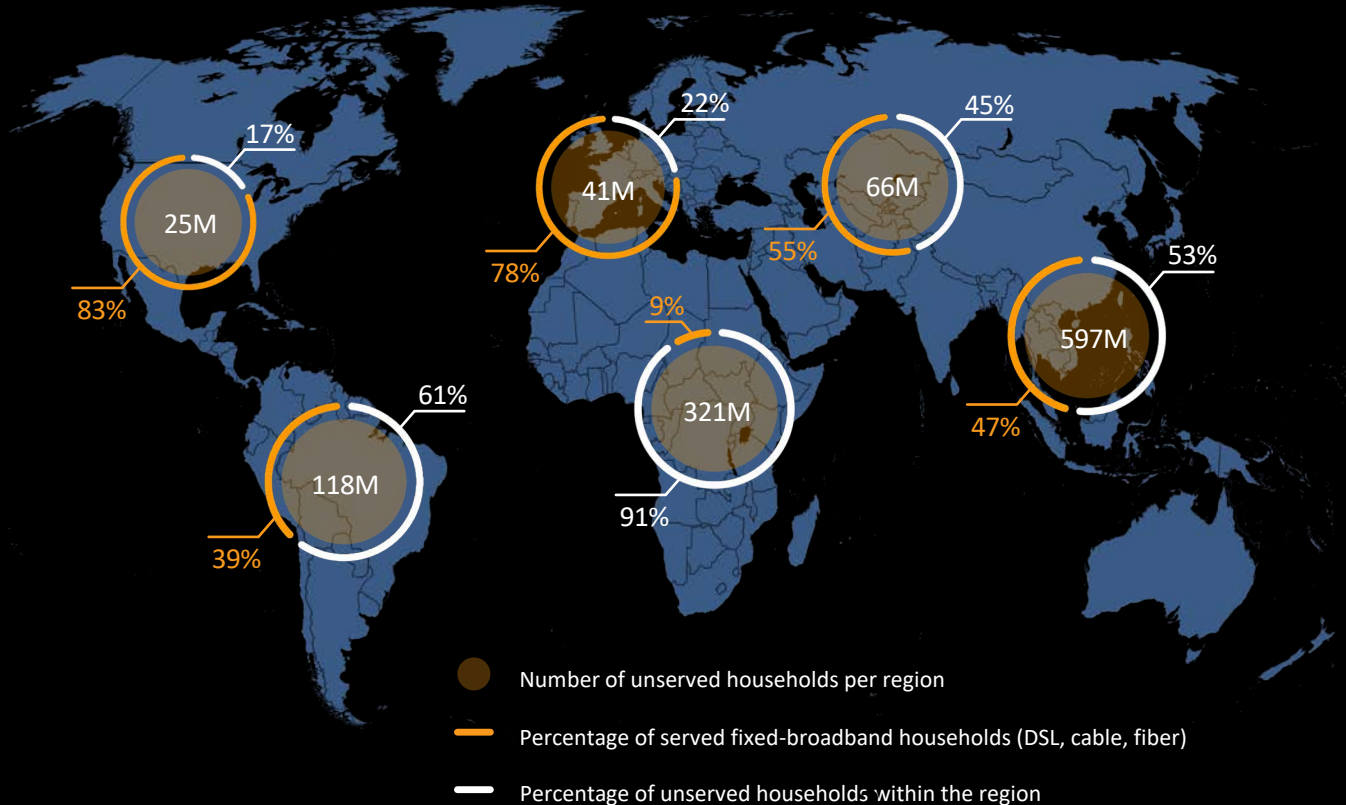 22%
45%
17%
41M
66M
25M
78%
55%
53%
83%
9%
597M
61%
321M
47%
118M
91%
39%
Number of unserved households per region
Percentage of served fixed-broadband households (DSL, cable, fiber)
Percentage of unserved households within the region